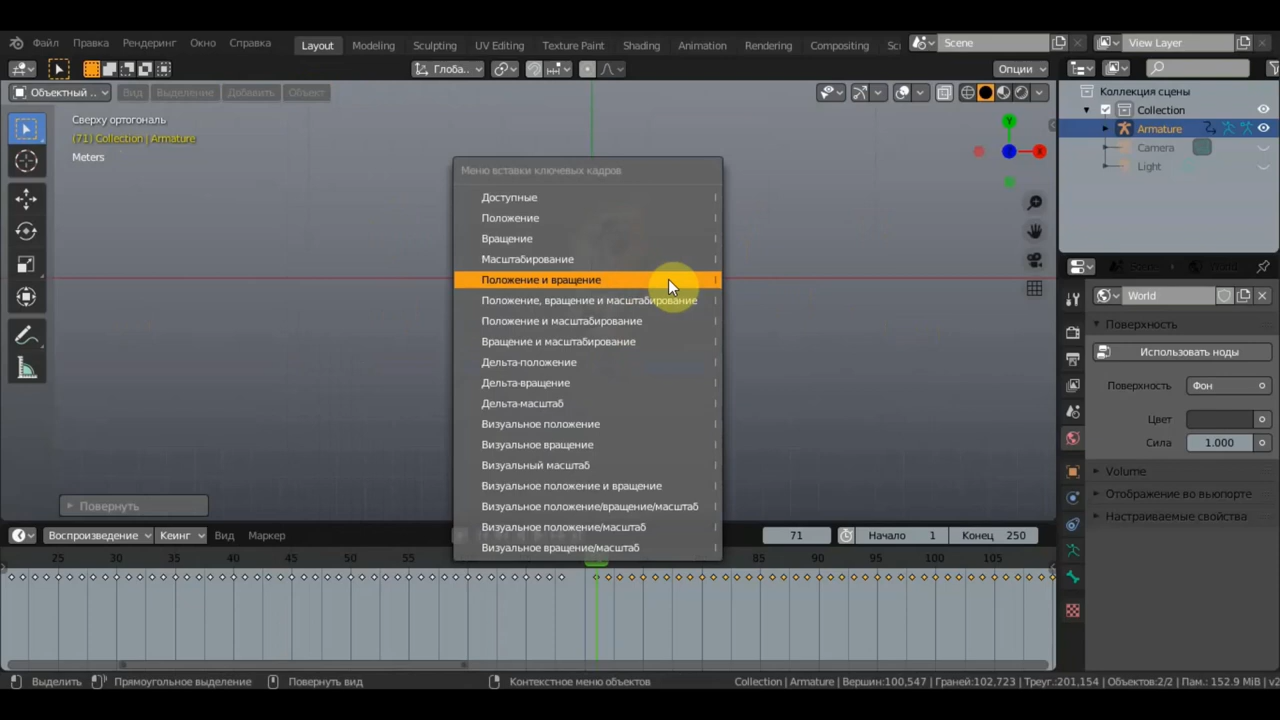 Файл Правка Рендеринг Окно Справка Layout Modeling Sculpting UV Editing Texture Paint Shading Animation Rendering Compositing Sc Scene View Layer
Глоба.. Опции
Объектный .. Вид Выделение Добавить Объект
Коллекция сцены
Collection
Armature
Camera
Light
Сверху ортогональ
(71) Collection | Armature
Meters
Y
X
Меню вставки ключевых кадров
Доступные I
Положение I
Вращение I
Масштабирование I
Положение и вращение I
Положение, вращение и масштабирование I
Положение и масштабирование I
Вращение и масштабирование I
Дельта-положение I
Дельта-вращение I
Дельта-масштаб I
Визуальное положение I
Визуальное вращение I
Визуальный масштаб I
Визуальное положение и вращение I
Визуальное положение/вращение/масштаб I
Визуальное положение/масштаб I
Визуальное вращение/масштаб I
Повернуть
Scene World
World
Поверхность
Использовать ноды
Поверхность Фон
Цвет
Сила 1.000
Volume
Отображение во вьюпорте
Настраиваемые свойства
Воспроизведение Кеинг Вид Маркер 71 Начало 1 Конец 250
25 35 55 75 85 95 100 105
Выделить Прямоугольное выделение Повернуть вид Контекстное меню объектов Collection | Armature | Вершин:100,547 | Граней:102,723 | Треуг.:201,154 | Объектов:2/2 | Пам.: 152.9 MiB | v2